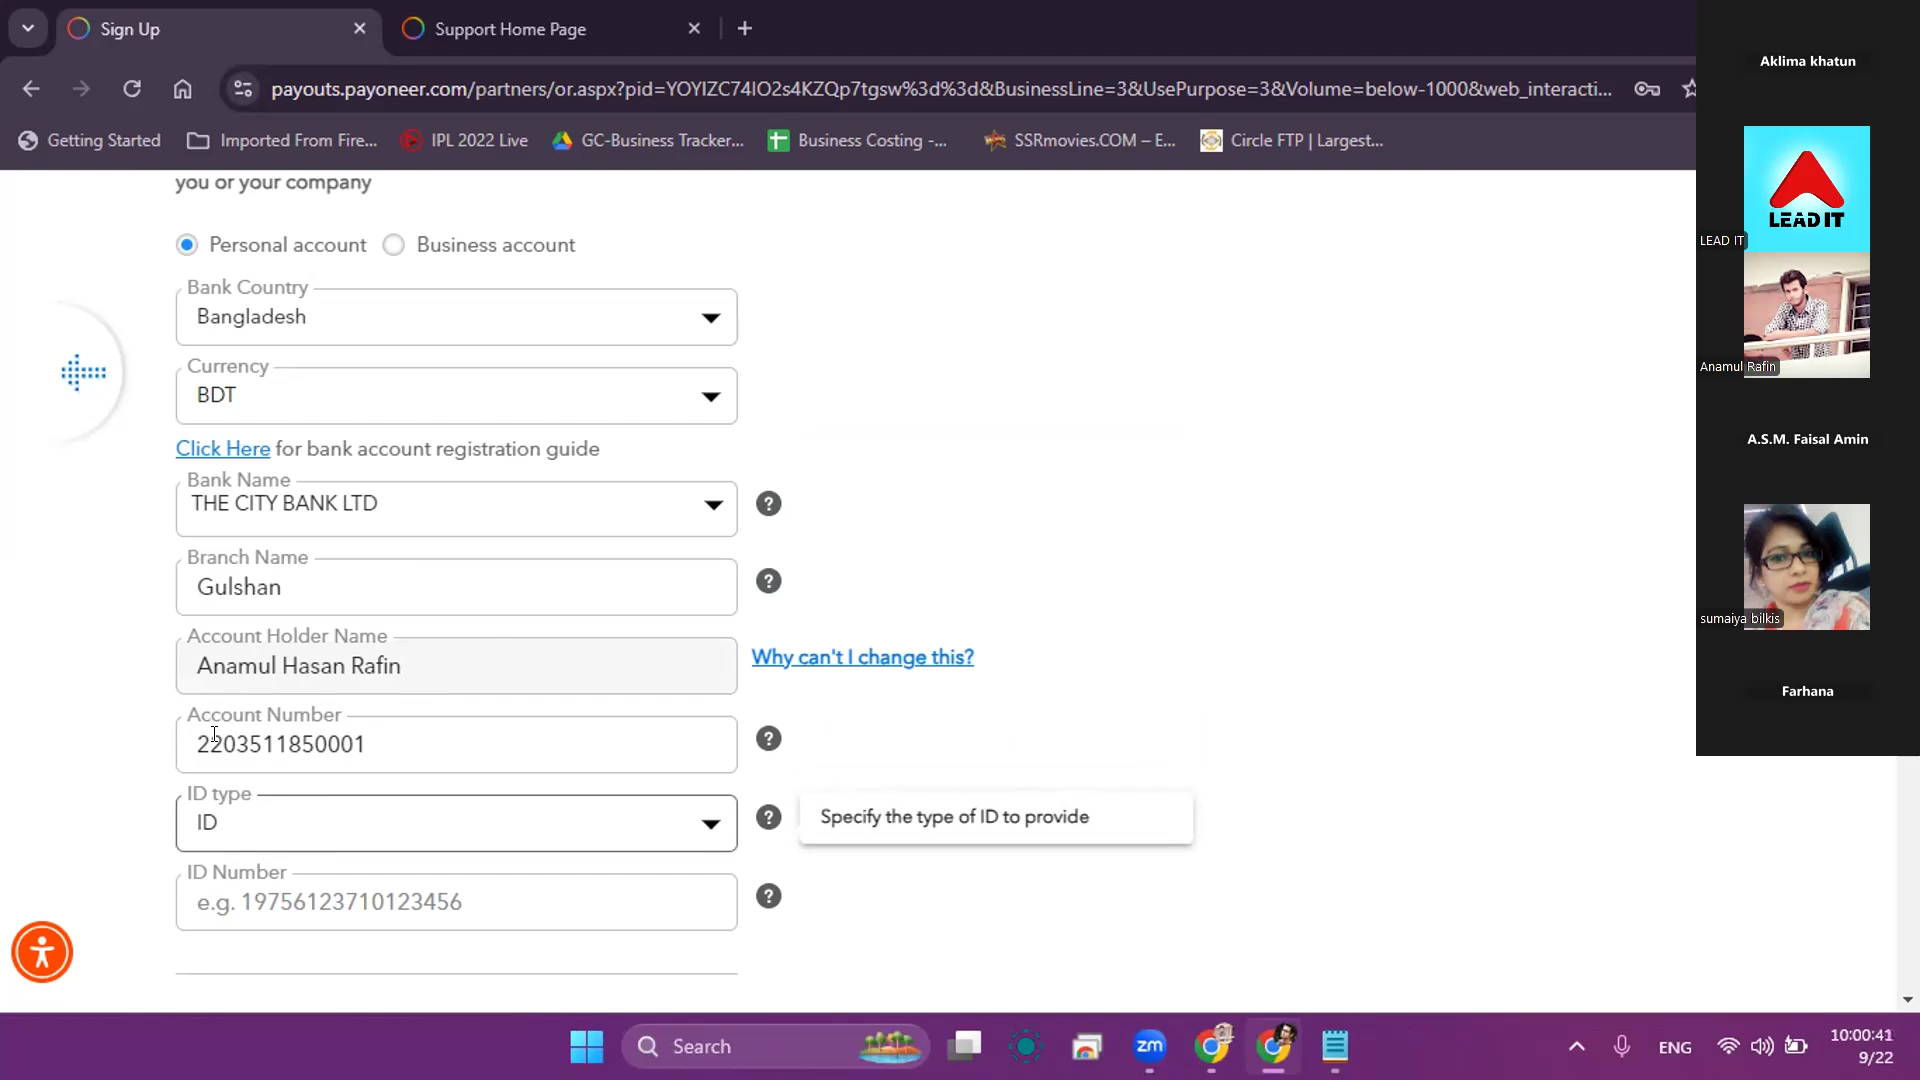 Sign Up
Support Home Page
payouts.payoneer.com/partners/or.aspx?pid=YOYIZC74IO2s4KZQp7tgsw%3d%3d&BusinessLine=3&UsePurpose=3&Volume=below-1000&web_interacti...
Getting Started
Imported From Fire...
IPL 2022 Live
GC-Business Tracker...
Business Costing -...
SSRmovies.COM – E...
Circle FTP | Largest...
you or your company
Personal account
Business account
Bank Country
Bangladesh
Currency
BDT
Click Here for bank account registration guide
Bank Name
THE CITY BANK LTD
?
Branch Name
Gulshan
?
Account Holder Name
Anamul Hasan Rafin
Why can't I change this?
Account Number
2203511850001
?
ID type
ID
?
Specify the type of ID to provide
ID Number
e.g. 19756123710123456
?
Aklima khatun
LEAD IT
LEAD IT
Anamul Rafin
A.S.M. Faisal Amin
sumaiya bilkis
Farhana
Search
zm
ENG
10:00:41
9/22